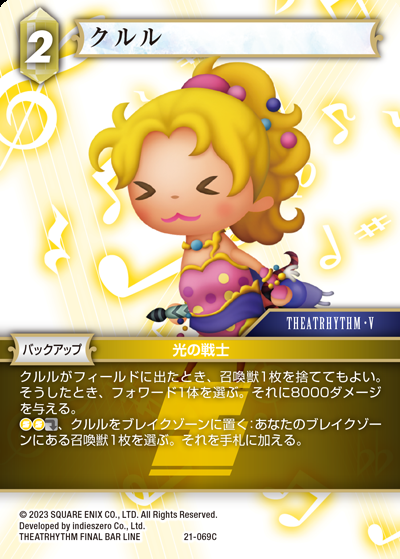 2
クルル
THEATRHYTHM・V
バックアップ
光の戦士
クルルがフィールドに出たとき、召喚獣1枚を捨ててもよい。
そうしたとき、フォワード1体を選ぶ。それに8000ダメージ
を与える。
、クルルをブレイクゾーンに置く：あなたのブレイクゾー
ンにある召喚獣1枚を選ぶ。それを手札に加える。
© 2023 SQUARE ENIX CO., LTD. All Rights Reserved.
Developed by indieszero Co., Ltd.
THEATRHYTHM FINAL BAR LINE
21-069C